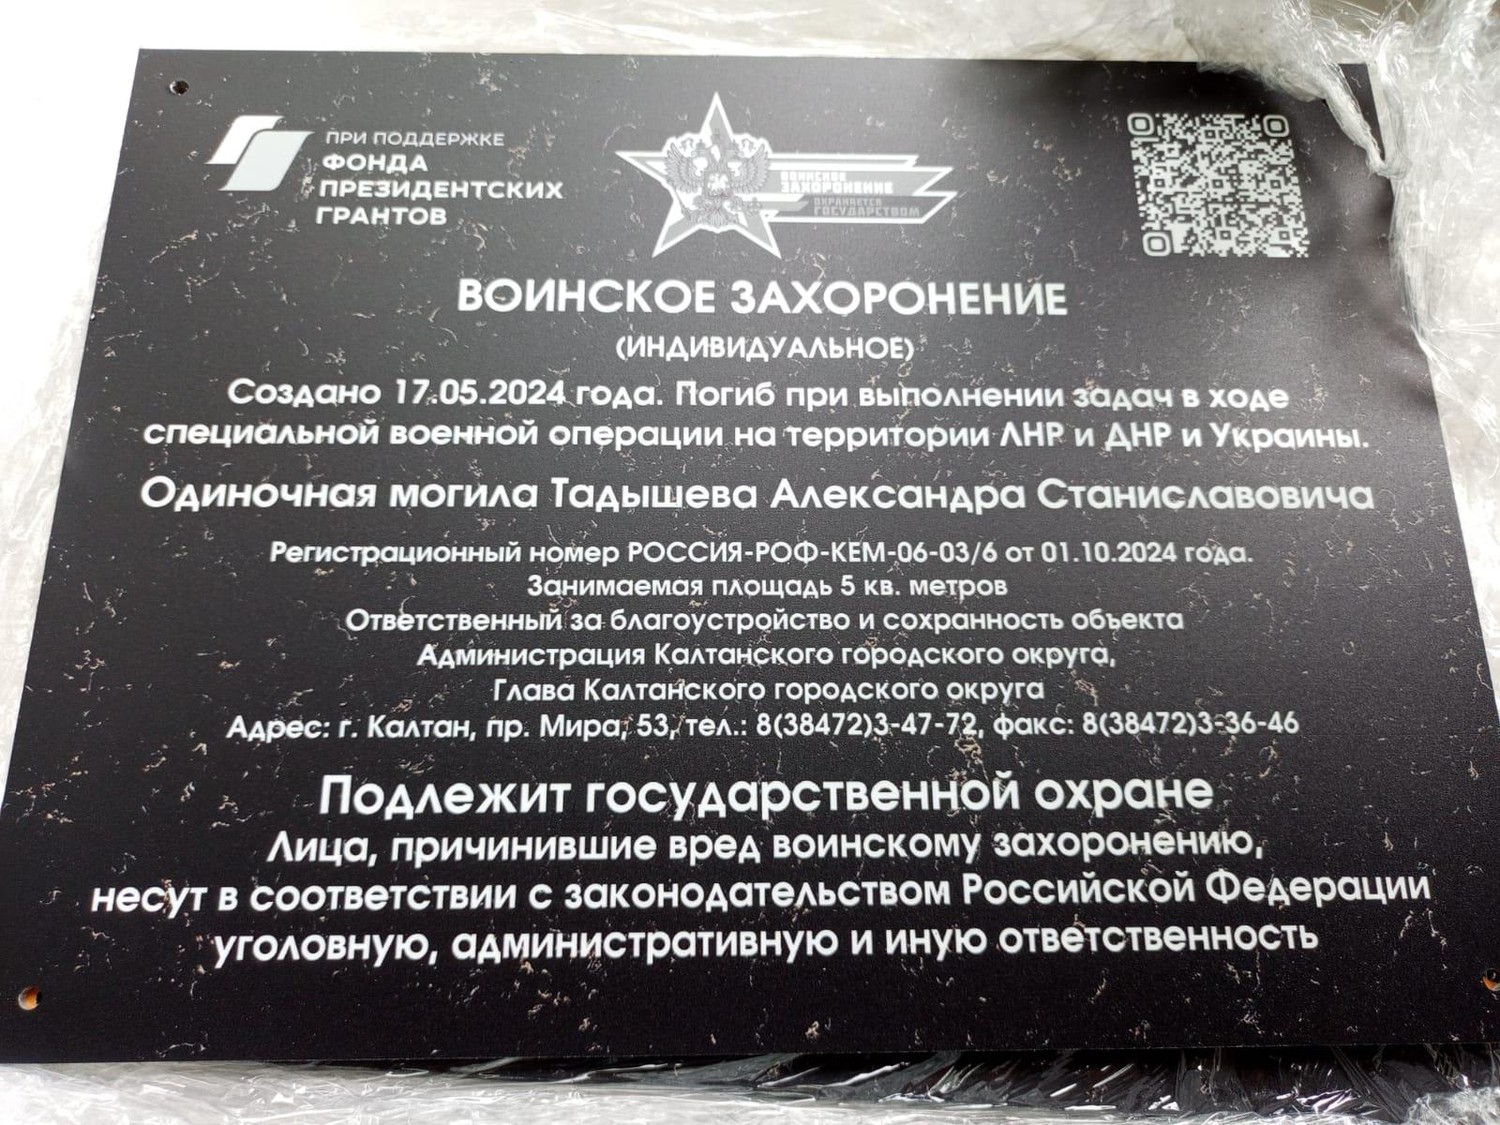 ПРИ ПОДДЕРЖКЕ
ФОНДА
ПРЕЗИДЕНТСКИХ
ГРАНТОВ
ВОИНСКОЕ
ЗАХОРОНЕНИЕ
ОХРАНЯЕТСЯ
ГОСУДАРСТВОМ
ВОИНСКОЕ ЗАХОРОНЕНИЕ
(ИНДИВИДУАЛЬНОЕ)
Создано 17.05.2024 года. Погиб при выполнении задач в ходе
специальной военной операции на территории ЛНР и ДНР и Украины.
Одиночная могила Тадышева Александра Станиславовича
Регистрационный номер РОССИЯ-РОФ-КЕМ-06-03/6 от 01.10.2024 года.
Занимаемая площадь 5 кв. метров
Ответственный за благоустройство и сохранность объекта
Администрация Калтанского городского округа,
Глава Калтанского городского округа
Адрес: г. Калтан, пр. Мира, 53, тел.: 8(38472)3-47-72, факс: 8(38472)3-36-46
Подлежит государственной охране
Лица, причинившие вред воинскому захоронению,
несут в соответствии с законодательством Российской Федерации
уголовную, административную и иную ответственность